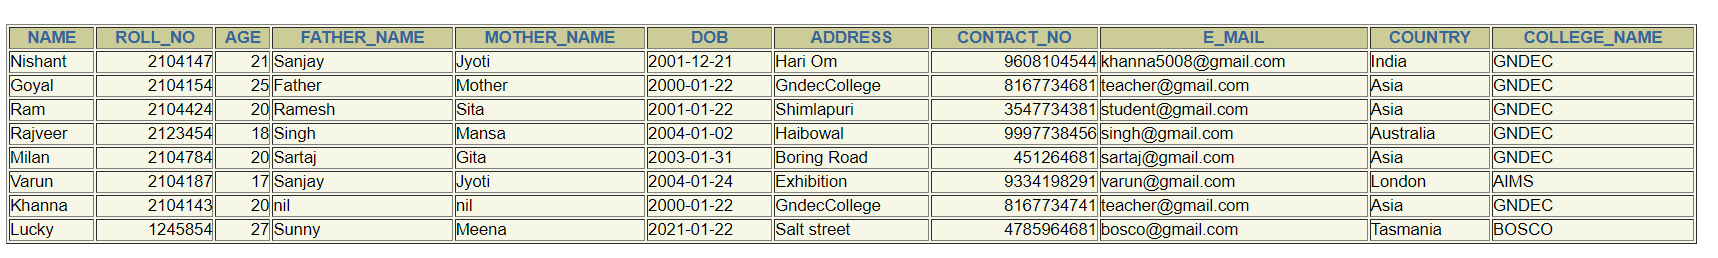 NAME ROLL_NO AGE FATHER_NAME MOTHER_NAME DOB ADDRESS CONTACT_NO E_MAIL COUNTRY COLLEGE_NAME
Nishant 2104147 21 Sanjay Jyoti 2001-12-21 Hari Om 9608104544 khanna5008@gmail.com India GNDEC
Goyal 2104154 25 Father Mother 2000-01-22 GndecCollege 8167734681 teacher@gmail.com Asia GNDEC
Ram 2104424 20 Ramesh Sita 2001-01-22 Shimlapuri 3547734381 student@gmail.com Asia GNDEC
Rajveer 2123454 18 Singh Mansa 2004-01-02 Haibowal 9997738456 singh@gmail.com Australia GNDEC
Milan 2104784 20 Sartaj Gita 2003-01-31 Boring Road 451264681 sartaj@gmail.com Asia GNDEC
Varun 2104187 17 Sanjay Jyoti 2004-01-24 Exhibition 9334198291 varun@gmail.com London AIMS
Khanna 2104143 20 nil nil 2000-01-22 GndecCollege 8167734741 teacher@gmail.com Asia GNDEC
Lucky 1245854 27 Sunny Meena 2021-01-22 Salt street 4785964681 bosco@gmail.com Tasmania BOSCO